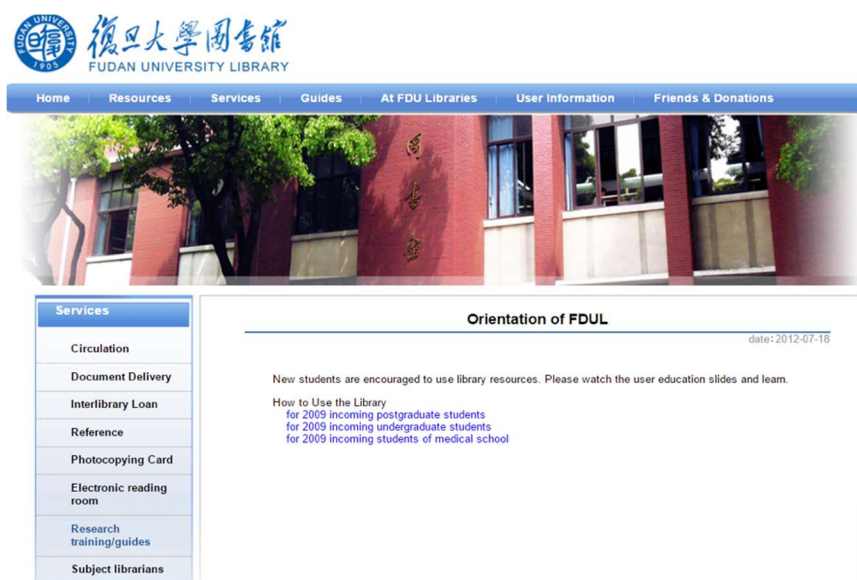 復旦大學圖書館
FUDAN UNIVERSITY LIBRARY
FUDAN UNIVERSITY
1905
Home Resources Services Guides At FDU Libraries User Information Friends & Donations
圖書館
Services
Circulation
Document Delivery
Interlibrary Loan
Reference
Photocopying Card
Electronic reading
room
Research
training/guides
Subject librarians
Orientation of FDUL
date:2012-07-18
New students are encouraged to use library resources. Please watch the user education slides and learn.
How to Use the Library
for 2009 incoming postgraduate students
for 2009 incoming undergraduate students
for 2009 incoming students of medical school